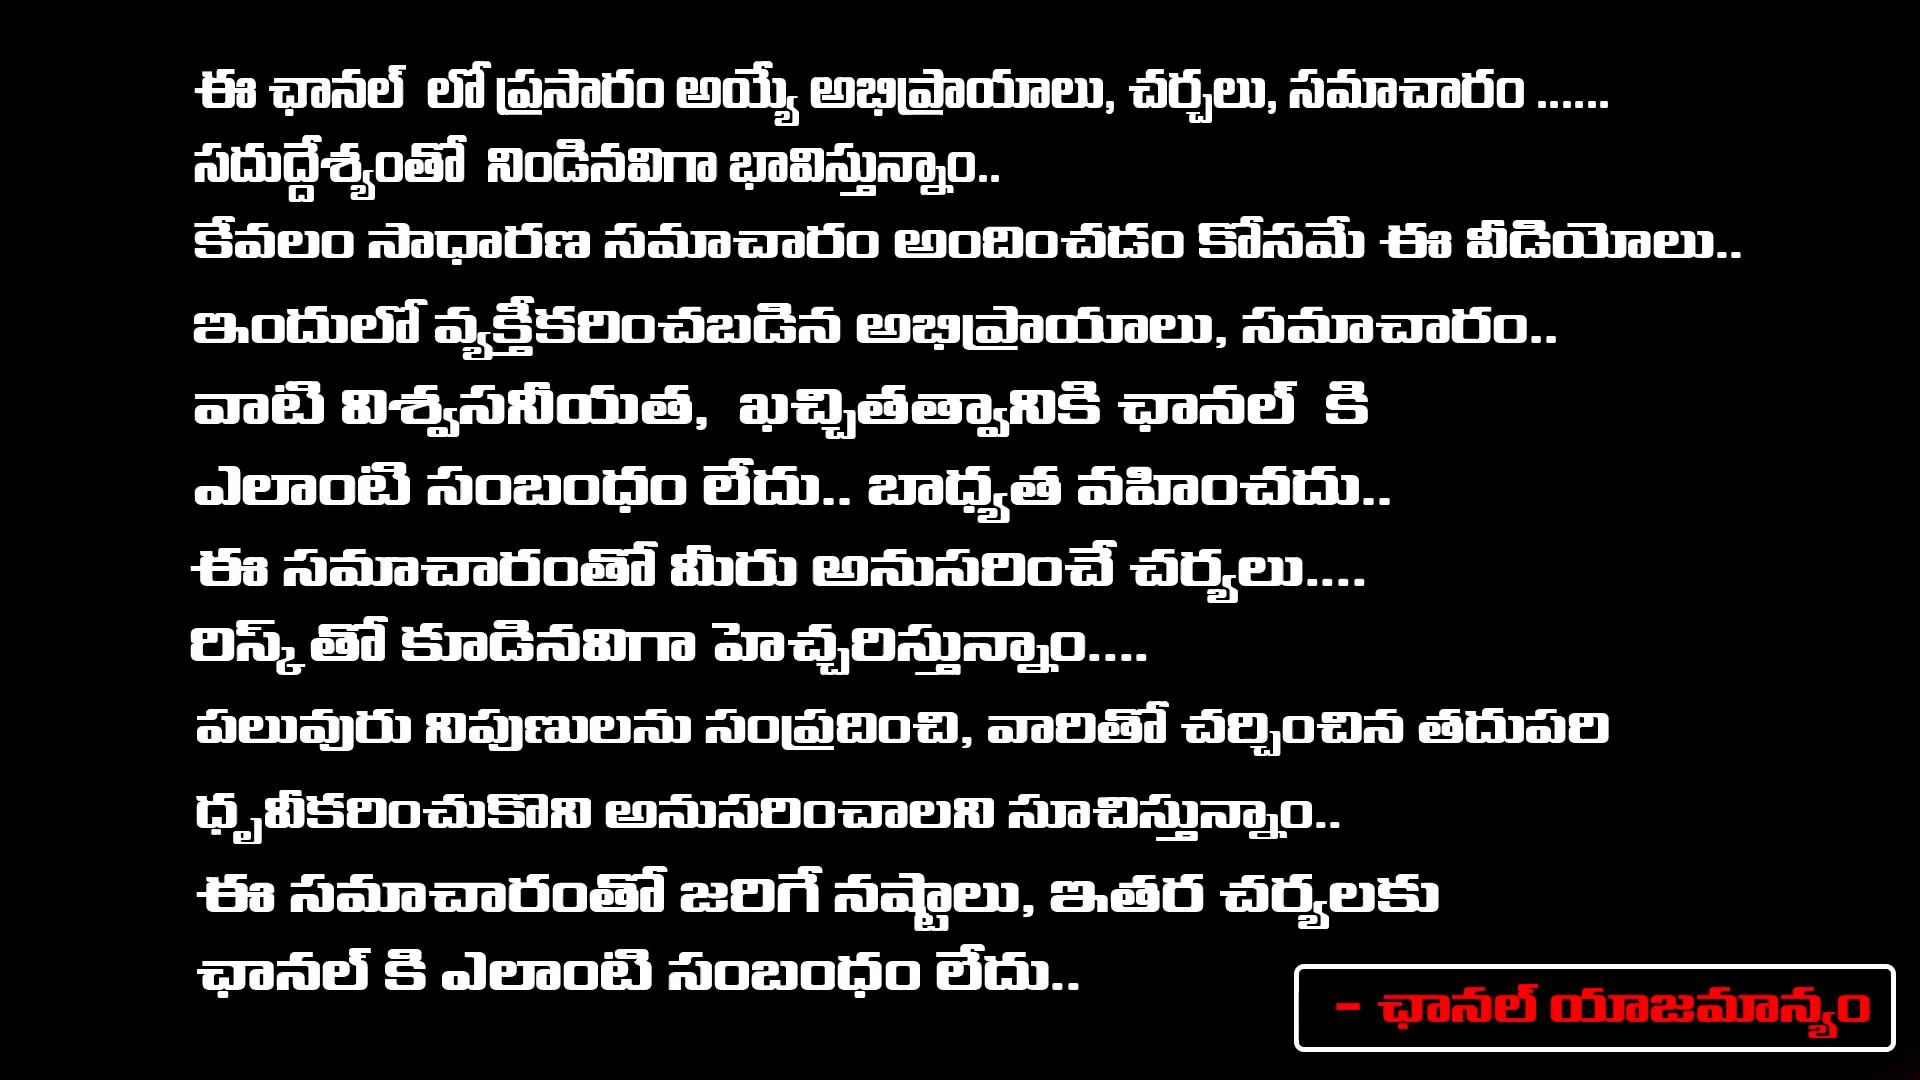 ఈ ఛానల్ లో ప్రసారం అయ్యే అభిప్రాయాలు, చర్చలు, సమాచారం ......
సదుద్దేశ్యంతో నిండినవిగా భావిస్తున్నాం..
కేవలం సాధారణ సమాచారం అందించడం కోసమే ఈ వీడియోలు..
ఇందులో వ్యక్తీకరించబడిన అభిప్రాయాలు, సమాచారం..
వాటి విశ్వసనీయత, ఖచ్చితత్వానికి ఛానల్ కి
ఎలాంటి సంబంధం లేదు.. బాధ్యత వహించదు..
ఈ సమాచారంతో మీరు అనుసరించే చర్యలు....
రిస్క్ తో కూడినవిగా హెచ్చరిస్తున్నాం....
పలువురు నిపుణులను సంప్రదించి, వారితో చర్చించిన తదుపరి
ధృవీకరించుకొని అనుసరించాలని సూచిస్తున్నాం..
ఈ సమాచారంతో జరిగే నష్టాలు, ఇతర చర్యలకు
ఛానల్ కి ఎలాంటి సంబంధం లేదు..
- ఛానల్ యాజమాన్యం